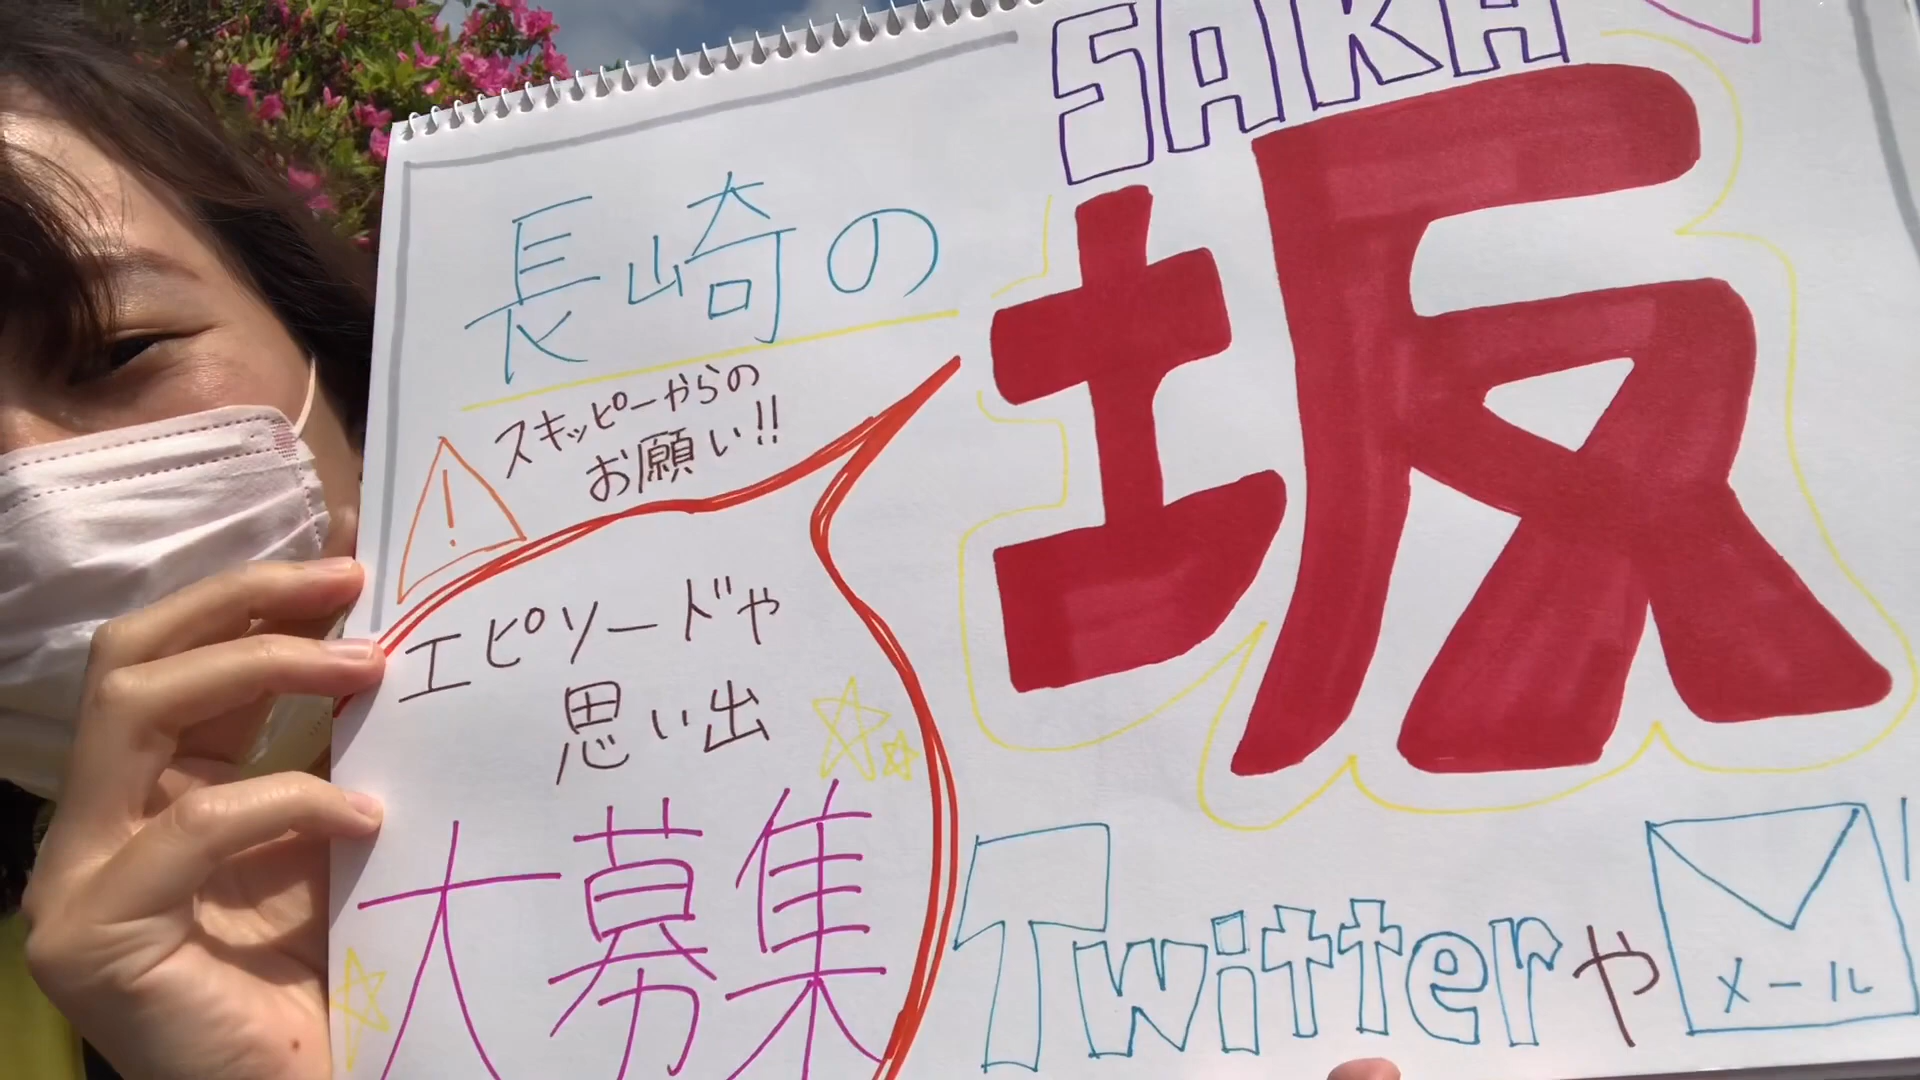 長崎の
SAKA
坂
スキッピーからの
お願い!!
!
エピソードや
思い出
大募集
Twitterや
メール